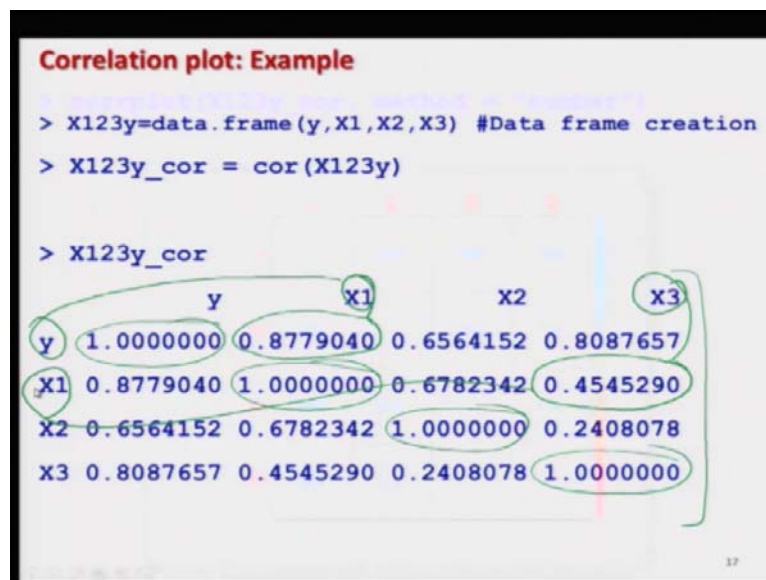 Correlation plot: Example
> X123y=data.frame(y,X1,X2,X3) #Data frame creation
> X123y_cor = cor(X123y)
> X123y_cor
y X1 X2 X3
y 1.0000000 0.8779040 0.6564152 0.8087657
X1 0.8779040 1.0000000 0.6782342 0.4545290
X2 0.6564152 0.6782342 1.0000000 0.2408078
X3 0.8087657 0.4545290 0.2408078 1.0000000
17